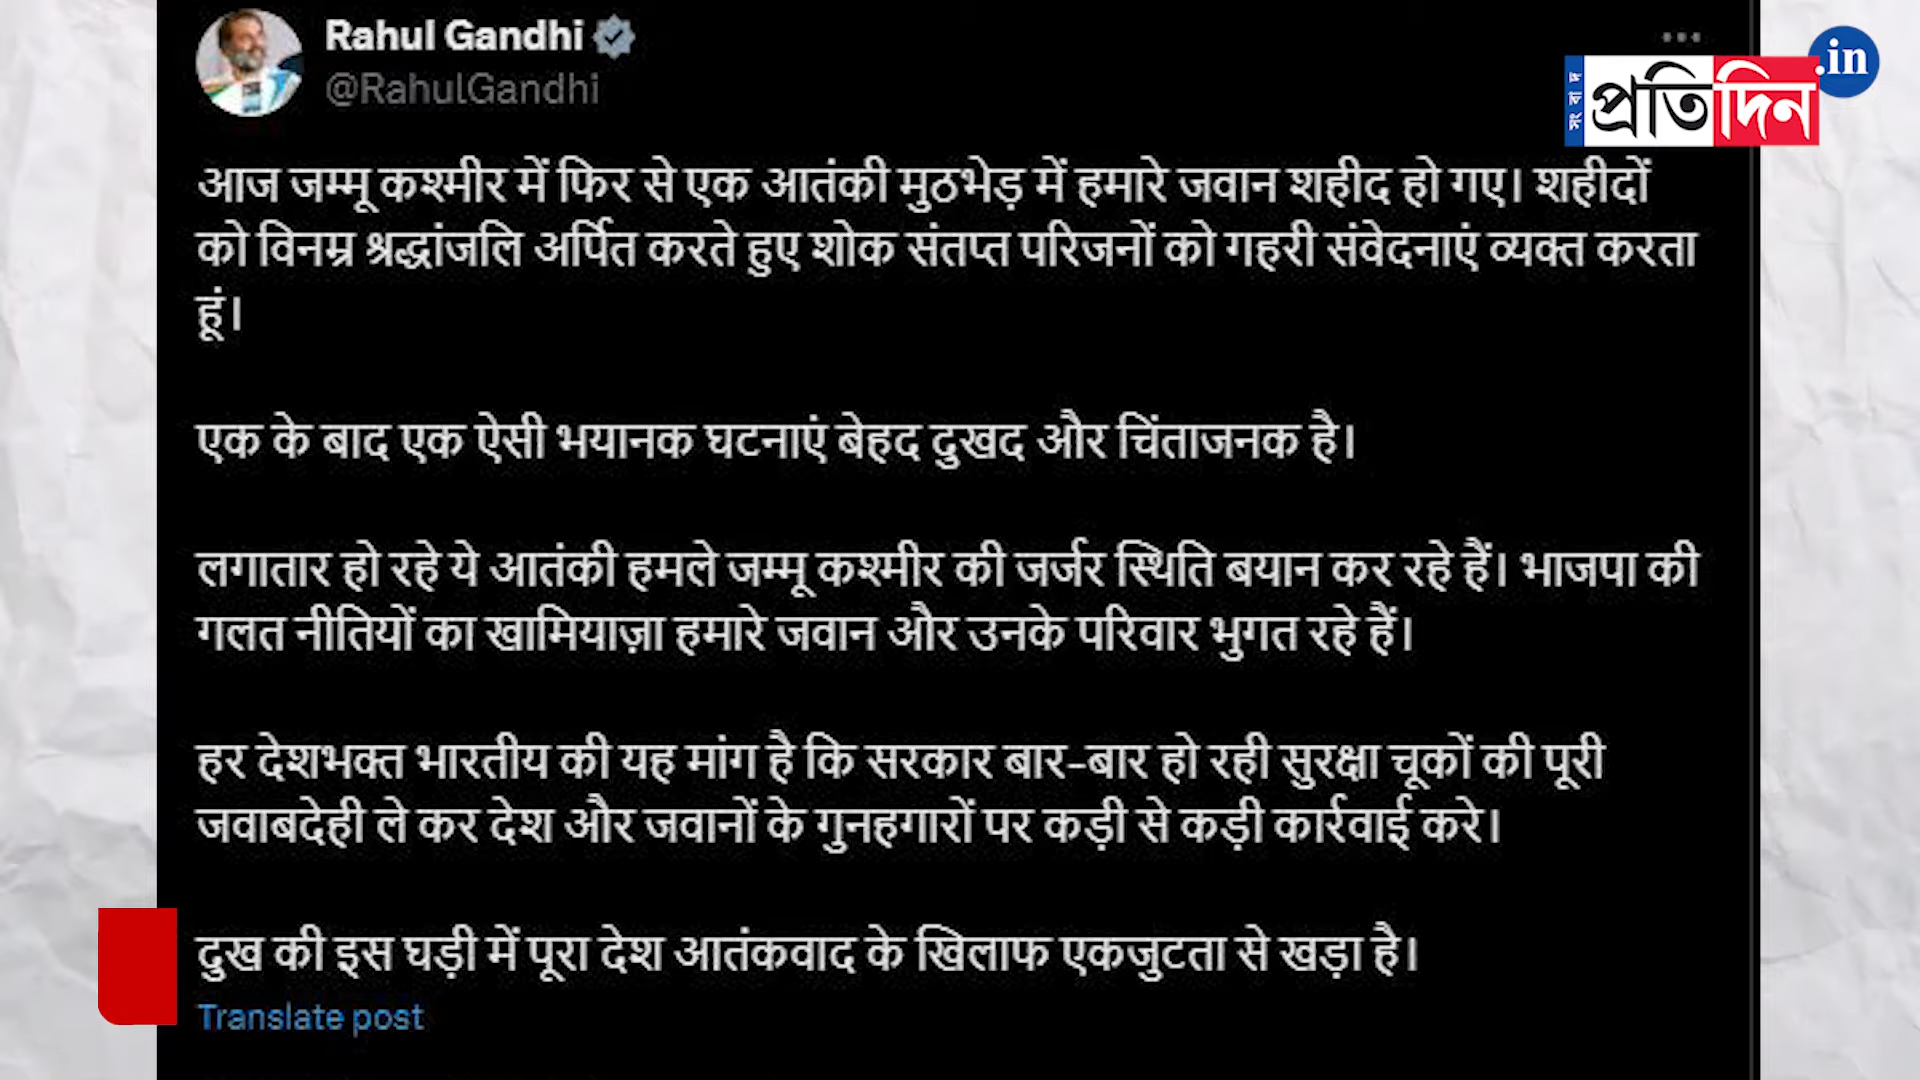 Rahul Gandhi
@RahulGandhi
.in
সংবাদ
প্রতিদিন
आज जम्मू कश्मीर में फिर से एक आतंकी मुठभेड़ में हमारे जवान शहीद हो गए। शहीदों
को विनम्र श्रद्धांजलि अर्पित करते हुए शोक संतप्त परिजनों को गहरी संवेदनाएं व्यक्त करता
हूं।
एक के बाद एक ऐसी भयानक घटनाएं बेहद दुखद और चिंताजनक है।
लगातार हो रहे ये आतंकी हमले जम्मू कश्मीर की जर्जर स्थिति बयान कर रहे हैं। भाजपा की
गलत नीतियों का खामियाज़ा हमारे जवान और उनके परिवार भुगत रहे हैं।
हर देशभक्त भारतीय की यह मांग है कि सरकार बार-बार हो रही सुरक्षा चूकों की पूरी
जवाबदेही ले कर देश और जवानों के गुनहगारों पर कड़ी से कड़ी कार्रवाई करे।
दुख की इस घड़ी में पूरा देश आतंकवाद के खिलाफ एकजुटता से खड़ा है।
Translate post